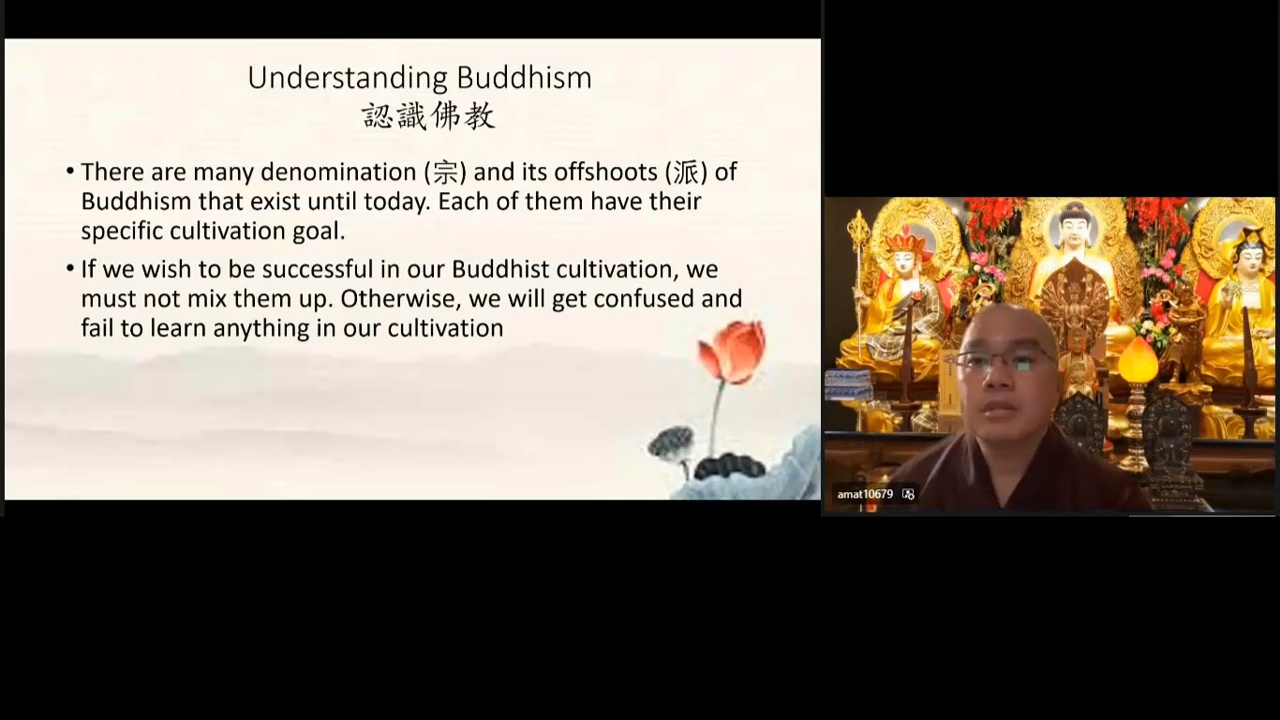 Understanding Buddhism
認識佛教
• There are many denomination (宗) and its offshoots (派) of
Buddhism that exist until today. Each of them have their
specific cultivation goal.
• If we wish to be successful in our Buddhist cultivation, we
must not mix them up. Otherwise, we will get confused and
fail to learn anything in our cultivation
amat10679